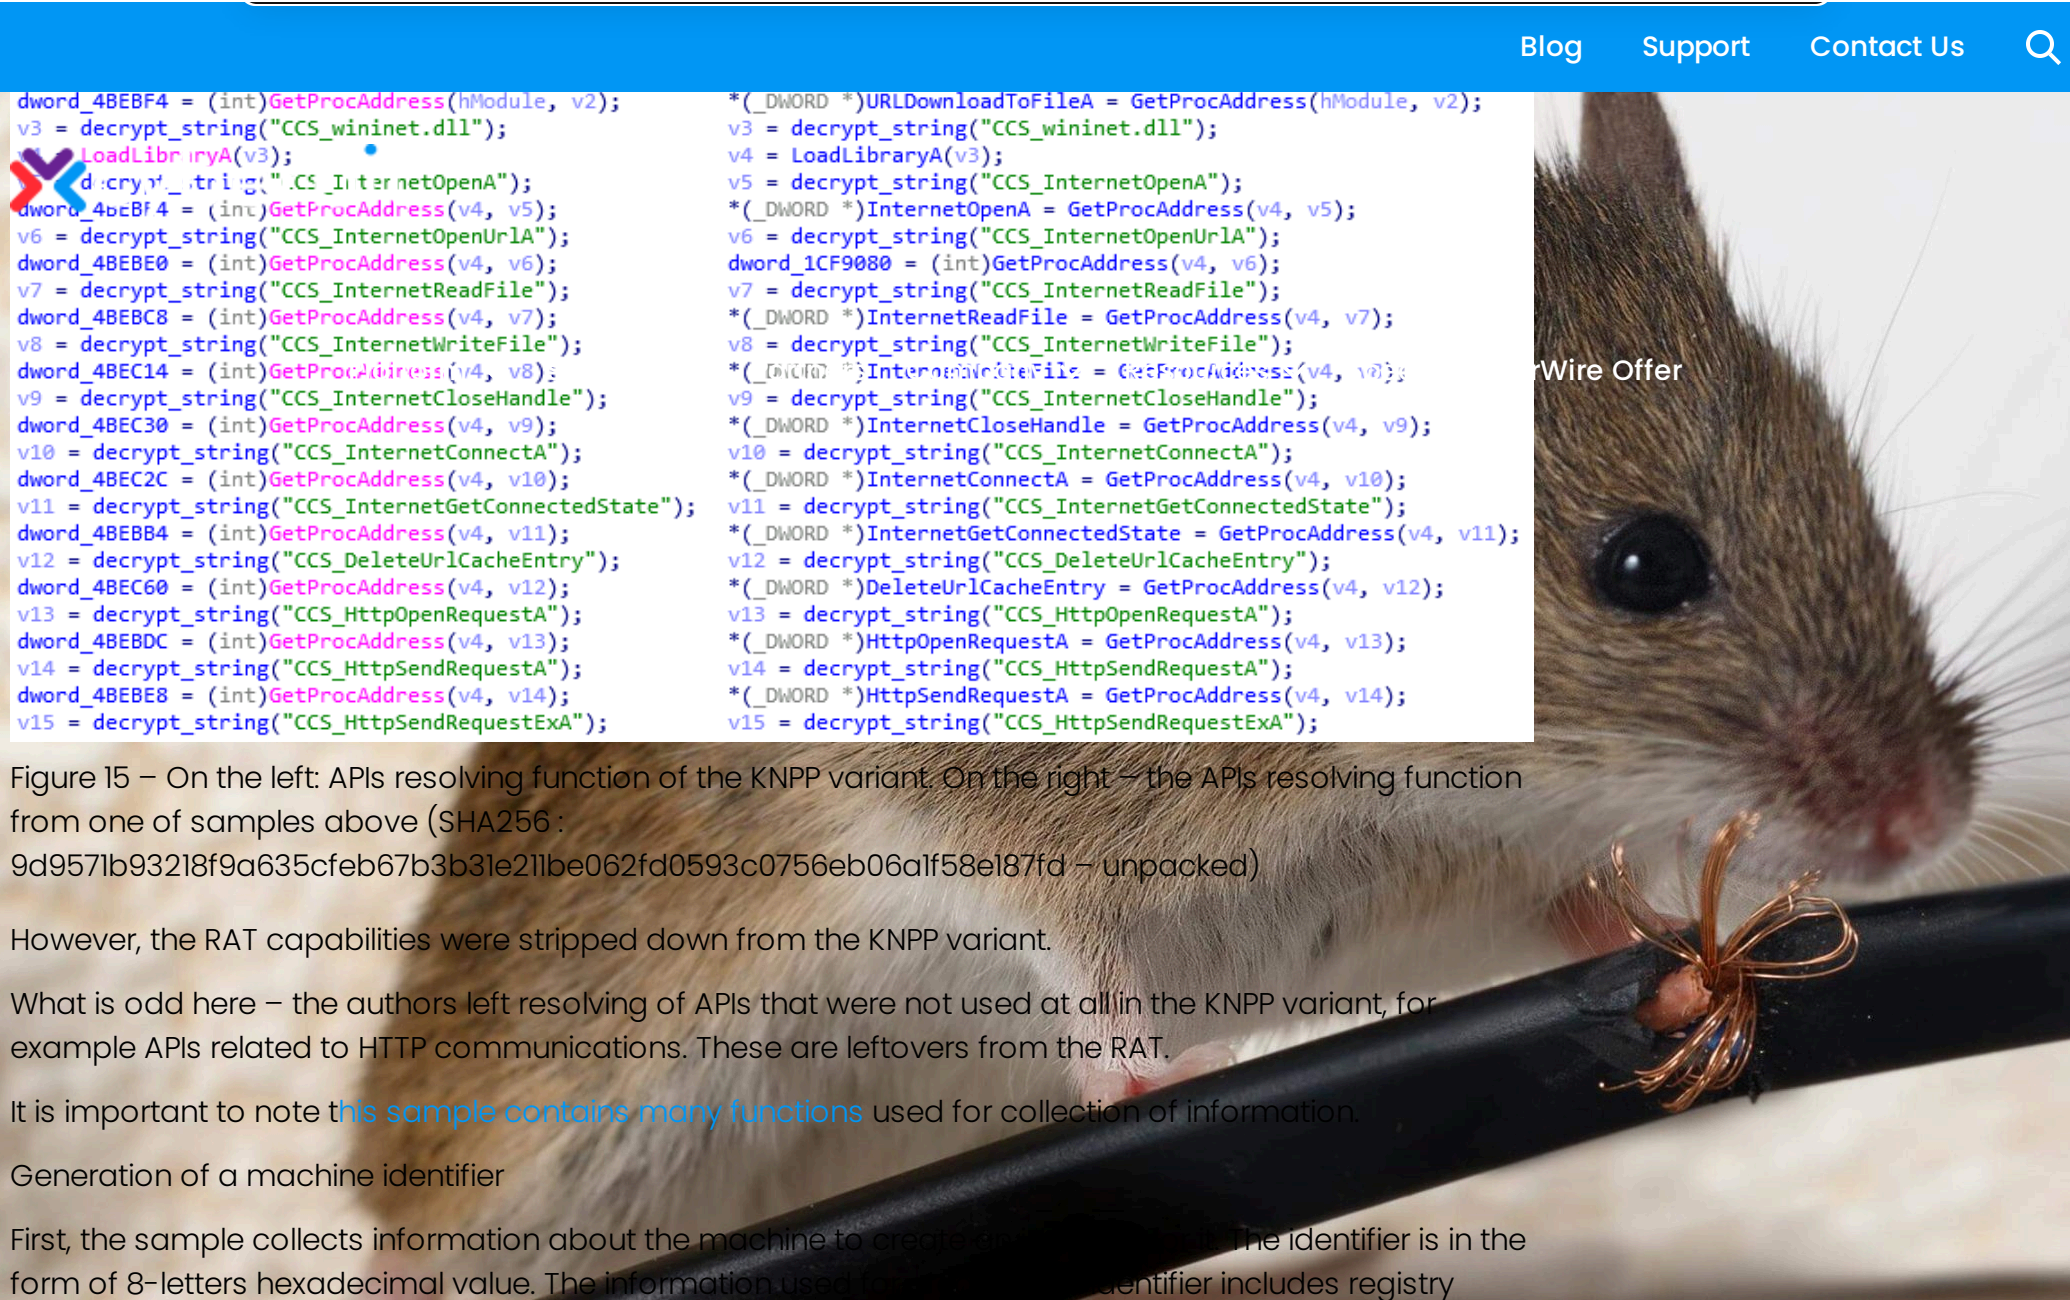 Blog Support Contact Us
dword_4BEBF4 = (int)GetProcAddress(hModule, v2);
v3 = decrypt_string("CCS_wininet.dll");
LoadLibraryA(v3);
decrypt_string("CCS_InternetOpenA");
dword_4BEBF4 = (int)GetProcAddress(v4, v5);
v6 = decrypt_string("CCS_InternetOpenUrlA");
dword_4BEBE0 = (int)GetProcAddress(v4, v6);
v7 = decrypt_string("CCS_InternetReadFile");
dword_4BEBC8 = (int)GetProcAddress(v4, v7);
v8 = decrypt_string("CCS_InternetWriteFile");
dword_4BEC14 = (int)GetProcAddress(v4, v8);
v9 = decrypt_string("CCS_InternetCloseHandle");
dword_4BEC30 = (int)GetProcAddress(v4, v9);
v10 = decrypt_string("CCS_InternetConnectA");
dword_4BEC2C = (int)GetProcAddress(v4, v10);
v11 = decrypt_string("CCS_InternetGetConnectedState");
dword_4BEBB4 = (int)GetProcAddress(v4, v11);
v12 = decrypt_string("CCS_DeleteUrlCacheEntry");
dword_4BEC60 = (int)GetProcAddress(v4, v12);
v13 = decrypt_string("CCS_HttpOpenRequestA");
dword_4BEBDC = (int)GetProcAddress(v4, v13);
v14 = decrypt_string("CCS_HttpSendRequestA");
dword_4BEBE8 = (int)GetProcAddress(v4, v14);
v15 = decrypt_string("CCS_HttpSendRequestExA");
*(_DWORD *)URLDownloadToFileA = GetProcAddress(hModule, v2);
v3 = decrypt_string("CCS_wininet.dll");
v4 = LoadLibraryA(v3);
v5 = decrypt_string("CCS_InternetOpenA");
*(_DWORD *)InternetOpenA = GetProcAddress(v4, v5);
v6 = decrypt_string("CCS_InternetOpenUrlA");
dword_1CF9080 = (int)GetProcAddress(v4, v6);
v7 = decrypt_string("CCS_InternetReadFile");
*(_DWORD *)InternetReadFile = GetProcAddress(v4, v7);
v8 = decrypt_string("CCS_InternetWriteFile");
*(_DWORD *)InternetWriteFile = GetProcAddress(v4, v8);
v9 = decrypt_string("CCS_InternetCloseHandle");
*(_DWORD *)InternetCloseHandle = GetProcAddress(v4, v9);
v10 = decrypt_string("CCS_InternetConnectA");
*(_DWORD *)InternetConnectA = GetProcAddress(v4, v10);
v11 = decrypt_string("CCS_InternetGetConnectedState");
*(_DWORD *)InternetGetConnectedState = GetProcAddress(v4, v11);
v12 = decrypt_string("CCS_DeleteUrlCacheEntry");
*(_DWORD *)DeleteUrlCacheEntry = GetProcAddress(v4, v12);
v13 = decrypt_string("CCS_HttpOpenRequestA");
*(_DWORD *)HttpOpenRequestA = GetProcAddress(v4, v13);
v14 = decrypt_string("CCS_HttpSendRequestA");
*(_DWORD *)HttpSendRequestA = GetProcAddress(v4, v14);
v15 = decrypt_string("CCS_HttpSendRequestExA");
rWire Offer
Figure 15 – On the left: APIs resolving function of the KNPP variant. On the right – the APIs resolving function
from one of samples above (SHA256 :
9d9571b93218f9a635cfeb67b3b31e211be062fd0593c0756eb06a1f58e187fd – unpacked)
However, the RAT capabilities were stripped down from the KNPP variant.
What is odd here – the authors left resolving of APIs that were not used at all in the KNPP variant, for
example APIs related to HTTP communications. These are leftovers from the RAT.
It is important to note this sample contains many functions used for collection of information.
Generation of a machine identifier
First, the sample collects information about the machine to create The identifier is in the
form of 8-letters hexadecimal value. The information used identifier includes registry